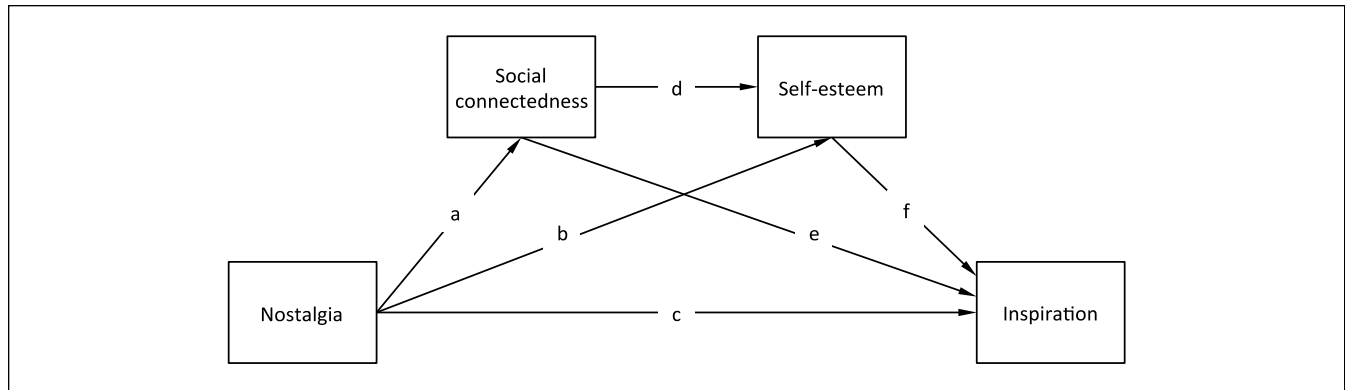 Social
connectedness
d
Self-esteem
a
b
e
f
Nostalgia
c
Inspiration